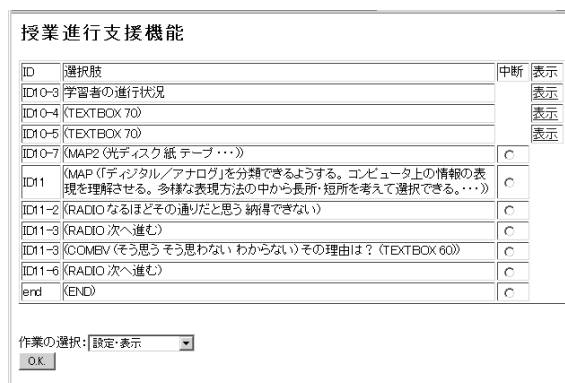 授業進行支援機能
ID 選択肢 中断 表示
ID10-3 学習者の進行状況 表示
ID10-4 (TEXTBOX 70) 表示
ID10-5 (TEXTBOX 70) 表示
ID10-7 (MAP2 (光ディスク 紙 テープ・・・))
ID11 (MAP (「ディジタル／アナログ」を分類できるようする。コンピュータ上の情報の表
現を理解させる。多様な表現方法の中から長所・短所を考えて選択できる。・・・))
ID11-2 (RADIO なるほどその通りだと思う 納得できない)
ID11-3 (RADIO 次へ進む)
ID11-3 (COMBV (そう思う そう思わない わからない) その理由は？ (TEXTBOX 60))
ID11-6 (RADIO 次へ進む)
end (END)
作業の選択: 設定・表示
O.K.